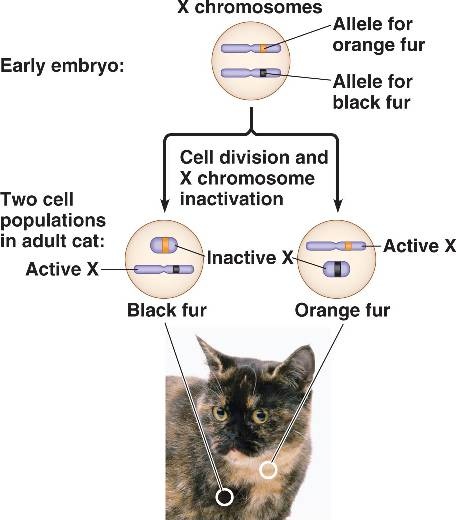 X chromosomes
Allele for
orange fur
Early embryo:
Allele for
black fur
Cell division and
X chromosome
inactivation
Two cell
populations
in adult cat:
Active X
Inactive X
Active X
Black fur
Orange fur